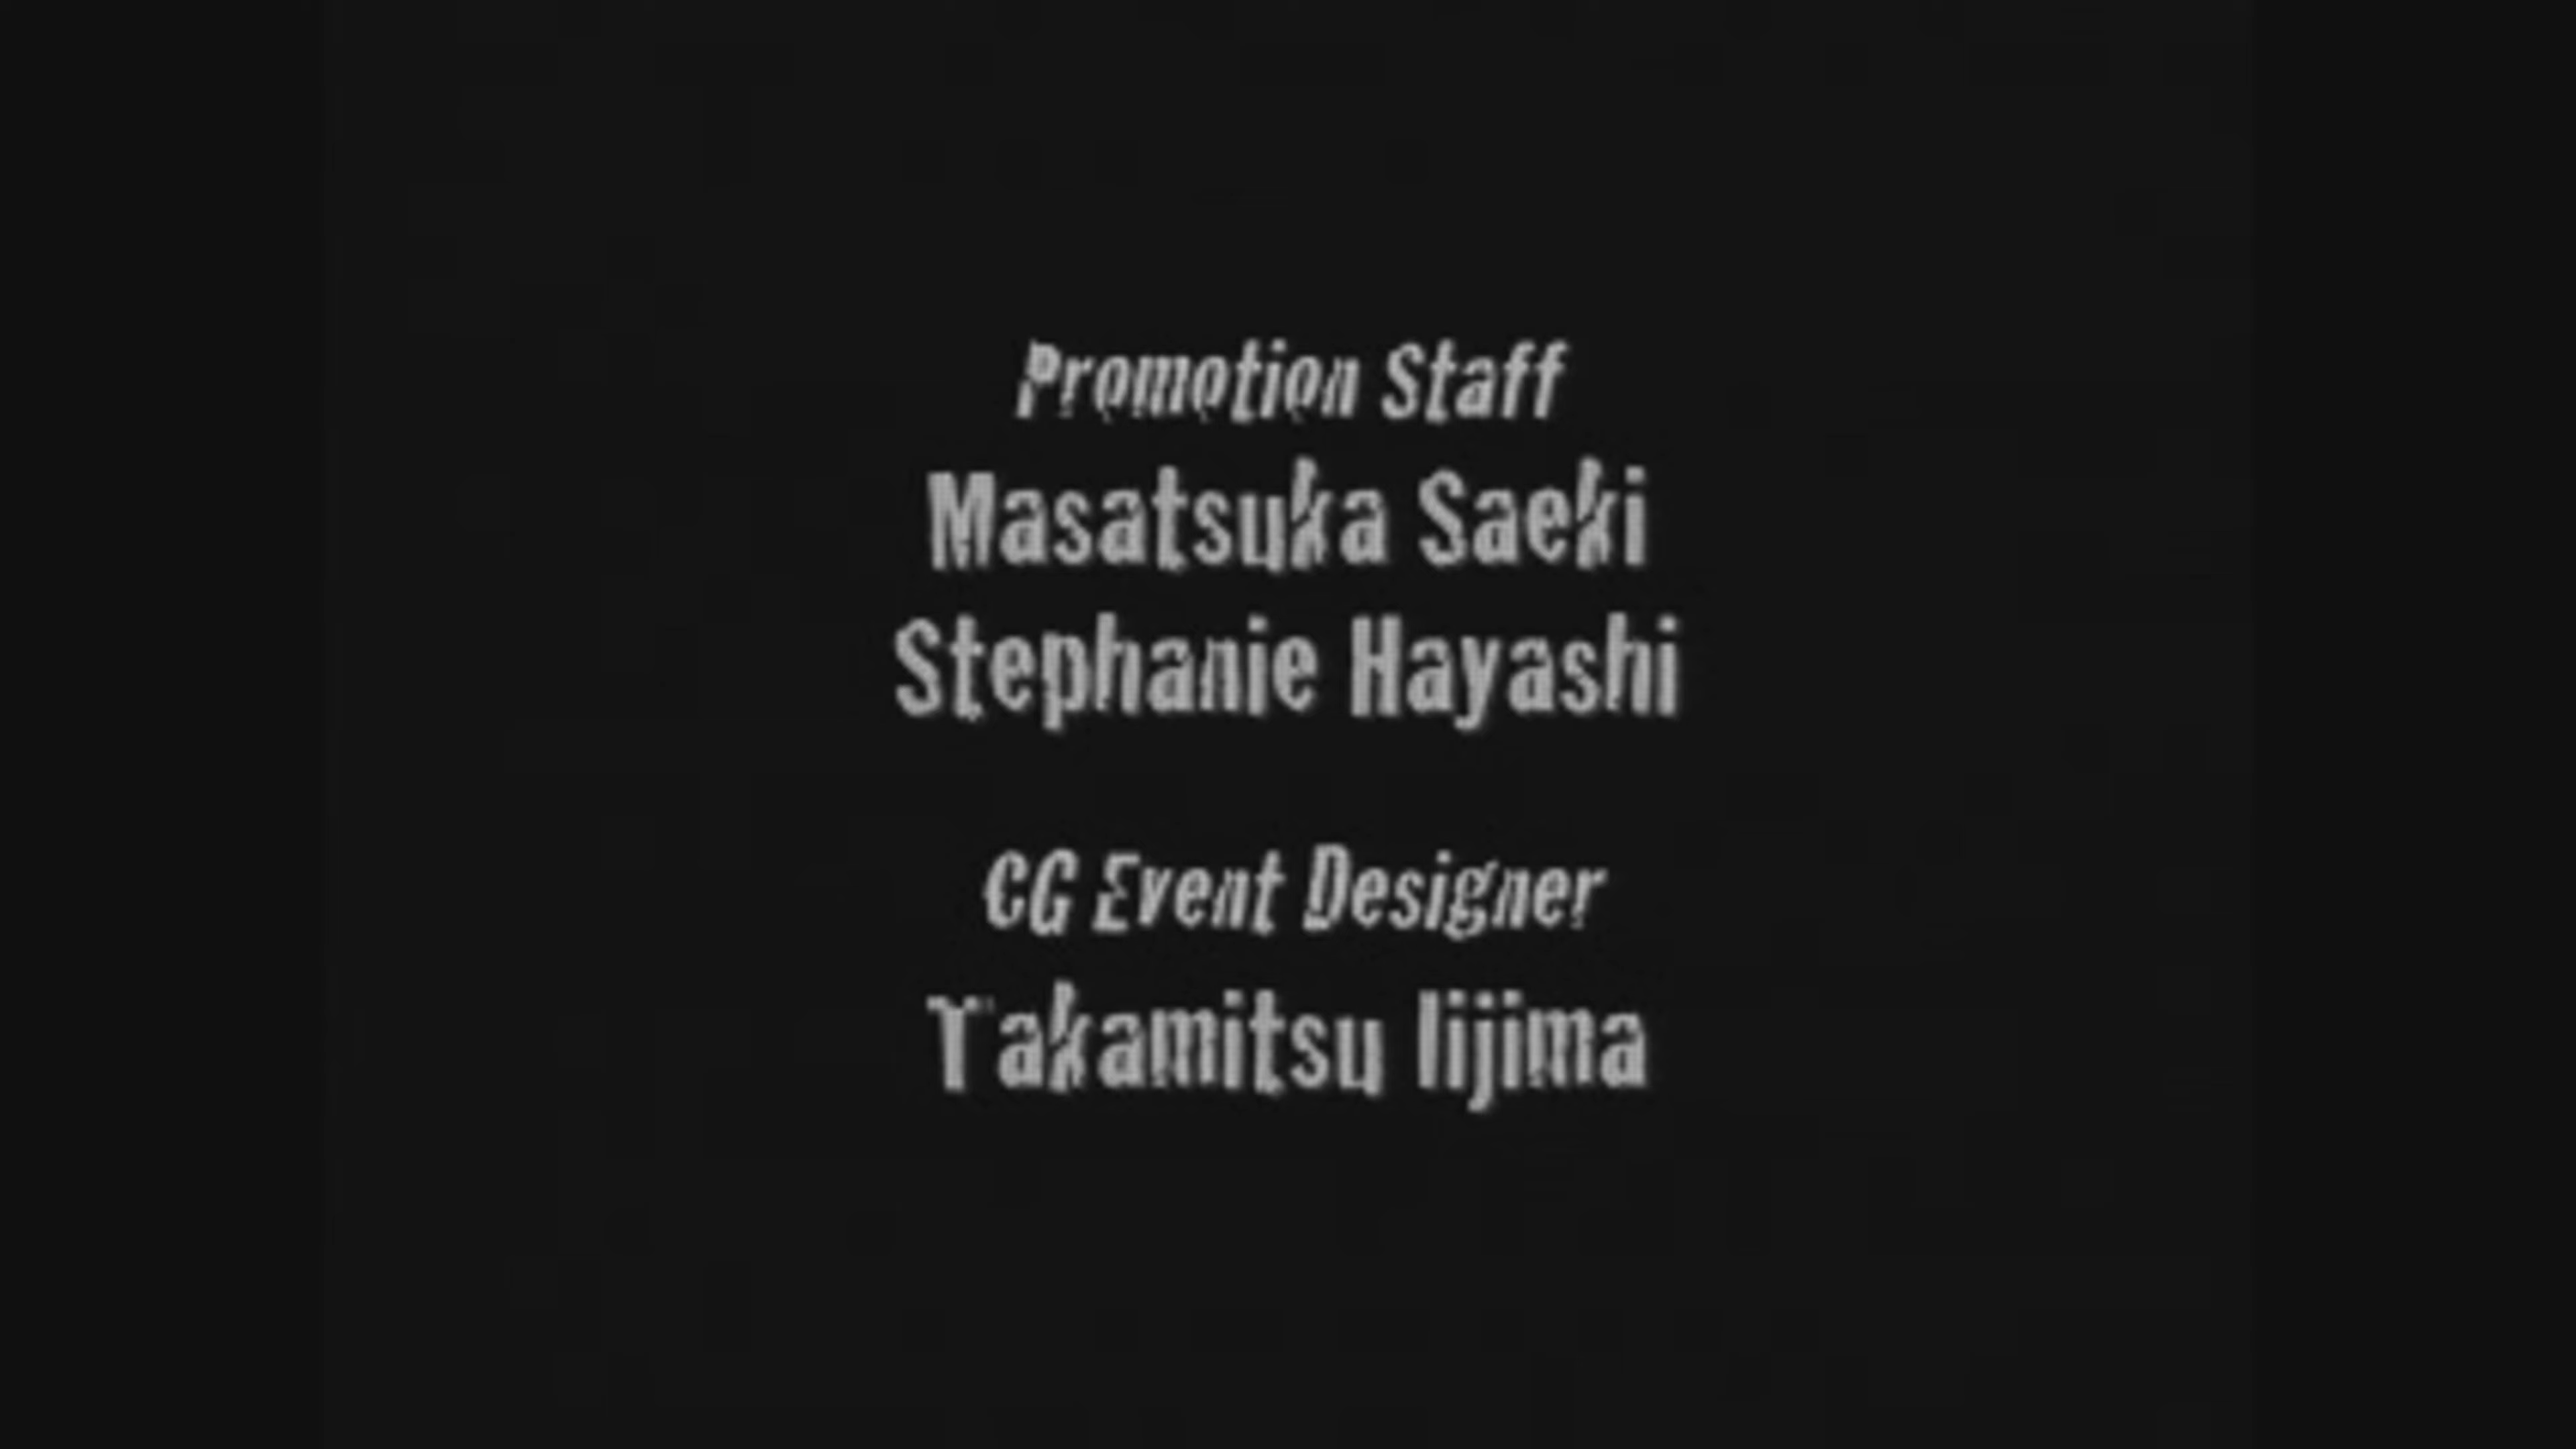 Promotion Staff
Masatsuka Saeki
Stephanie Hayashi
CG Event Designer
Takamitsu Iijima